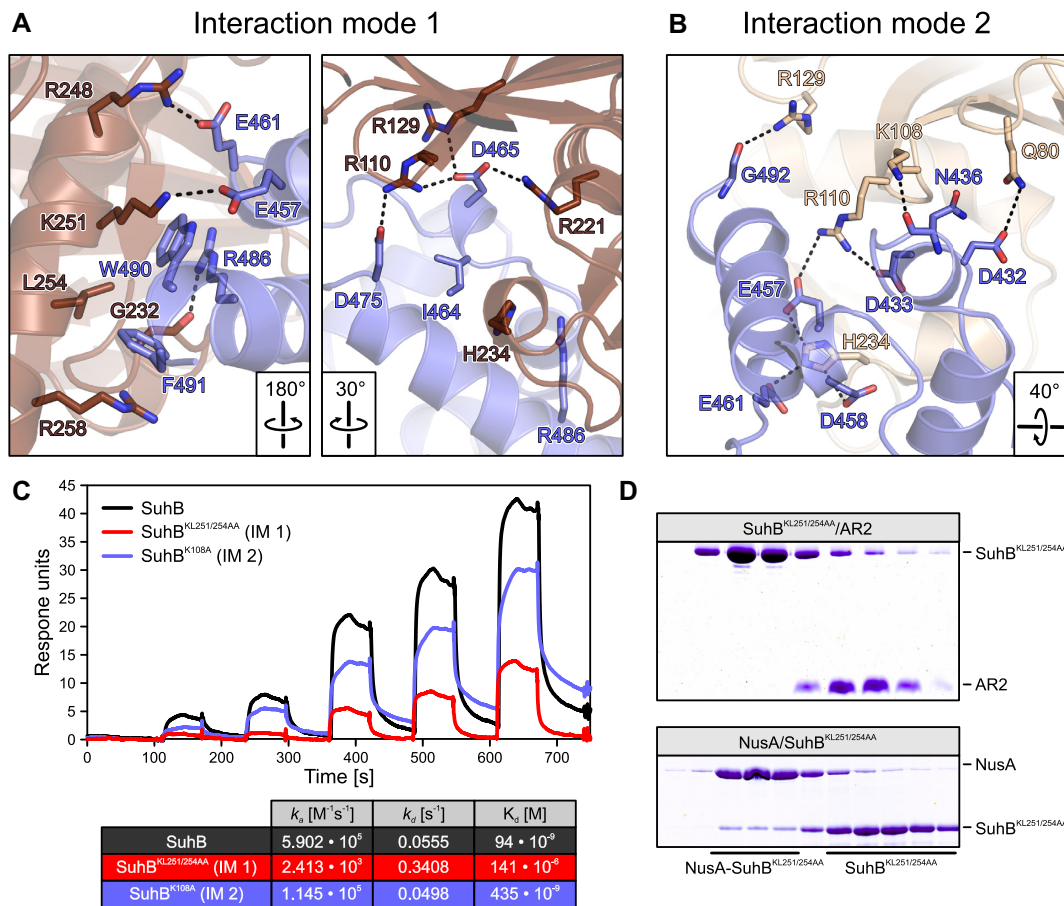 A
Interaction mode 1
B
Interaction mode 2
R248
E461
E457
K251
W490
R486
L254
G232
F491
R258
180°
R129
R110
D465
R221
D475
I464
H234
R486
30°
R129
K108
Q80
G492
N436
R110
D432
E457
D433
H234
E461
D458
40°
C
45
40
35
30
25
20
15
10
5
0
Respone units
SuhB
SuhB^KL251/254AA (IM 1)
SuhB^K108A (IM 2)
0 100 200 300 400 500 600 700
Time [s]
k_a [M⁻¹s⁻¹] k_d [s⁻¹] K_d [M]
SuhB 5.902 • 10⁵ 0.0555 94 • 10⁻⁹
SuhB^KL251/254AA (IM 1) 2.413 • 10³ 0.3408 141 • 10⁻⁶
SuhB^K108A (IM 2) 1.145 • 10⁵ 0.0498 435 • 10⁻⁹
D
SuhB^KL251/254AA/AR2
SuhB^KL251/254AA
AR2
NusA/SuhB^KL251/254AA
NusA
SuhB^KL251/254AA
NusA-SuhB^KL251/254AA SuhB^KL251/254AA